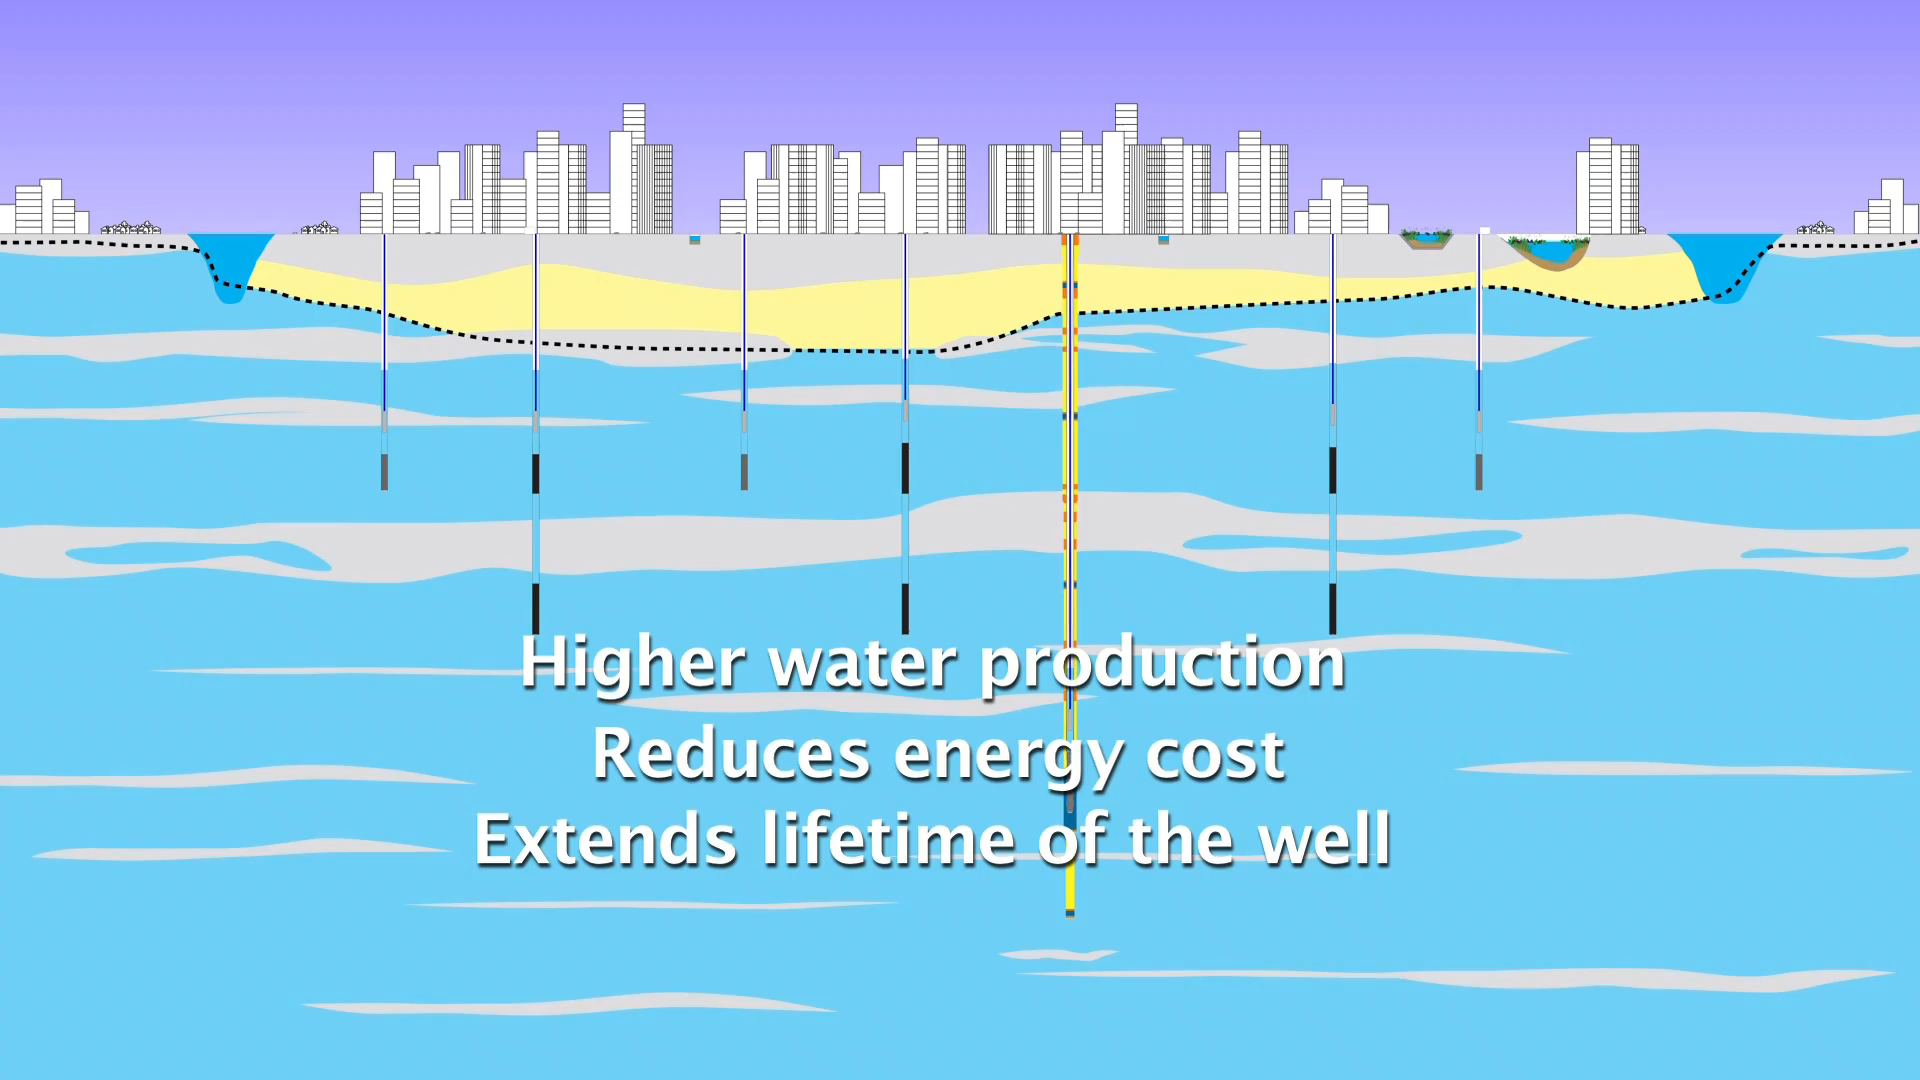 Higher water production
Reduces energy cost
Extends lifetime of the well